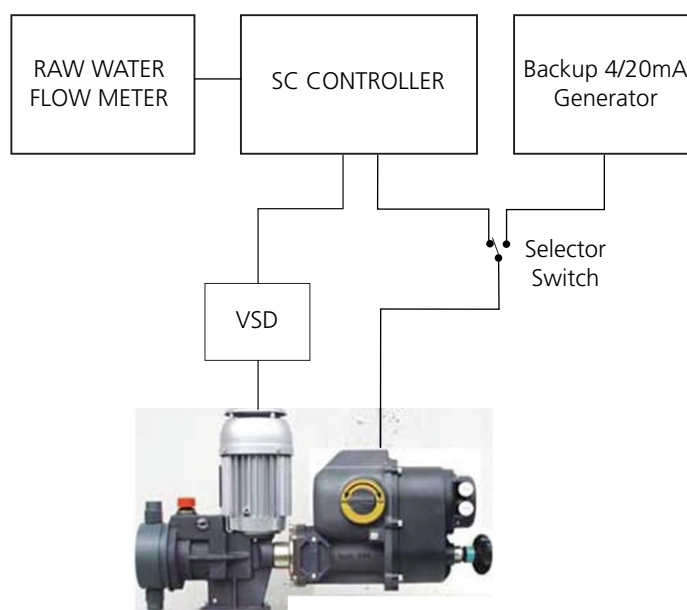 RAW WATER
FLOW METER
SC CONTROLLER
Backup 4/20mA
Generator
Selector
Switch
VSD